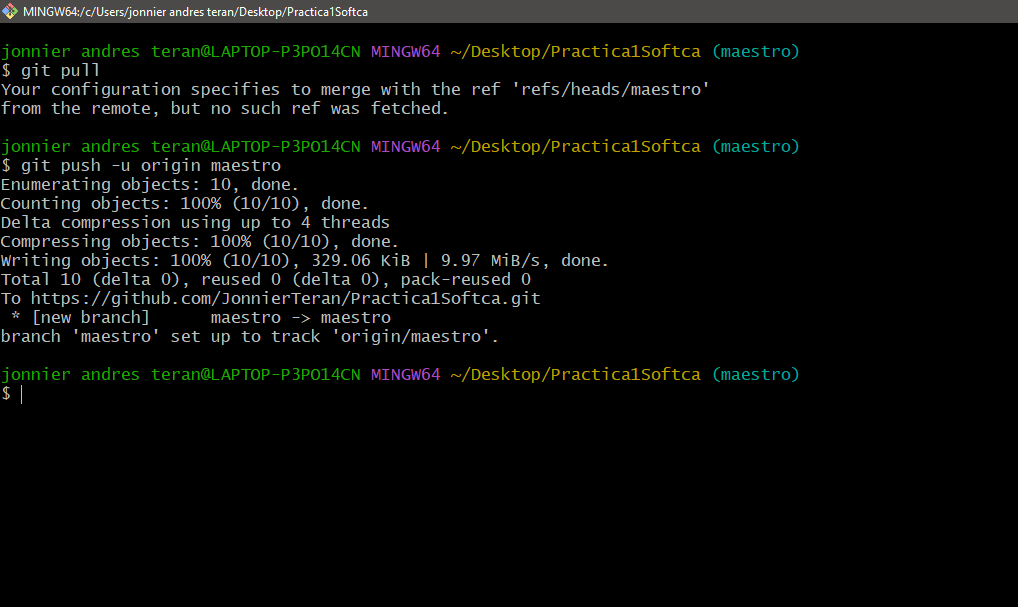 MINGW64:/c/Users/jonnier andres teran/Desktop/Practica1Softca
jonnier andres teran@LAPTOP-P3PO14CN MINGW64 ~/Desktop/Practica1Softca (maestro)
$ git pull
Your configuration specifies to merge with the ref 'refs/heads/maestro'
from the remote, but no such ref was fetched.
jonnier andres teran@LAPTOP-P3PO14CN MINGW64 ~/Desktop/Practica1Softca (maestro)
$ git push -u origin maestro
Enumerating objects: 10, done.
Counting objects: 100% (10/10), done.
Delta compression using up to 4 threads
Compressing objects: 100% (10/10), done.
Writing objects: 100% (10/10), 329.06 KiB | 9.97 MiB/s, done.
Total 10 (delta 0), reused 0 (delta 0), pack-reused 0
To https://github.com/JonnierTeran/Practica1Softca.git
 * [new branch]      maestro -> maestro
branch 'maestro' set up to track 'origin/maestro'.
jonnier andres teran@LAPTOP-P3PO14CN MINGW64 ~/Desktop/Practica1Softca (maestro)
$